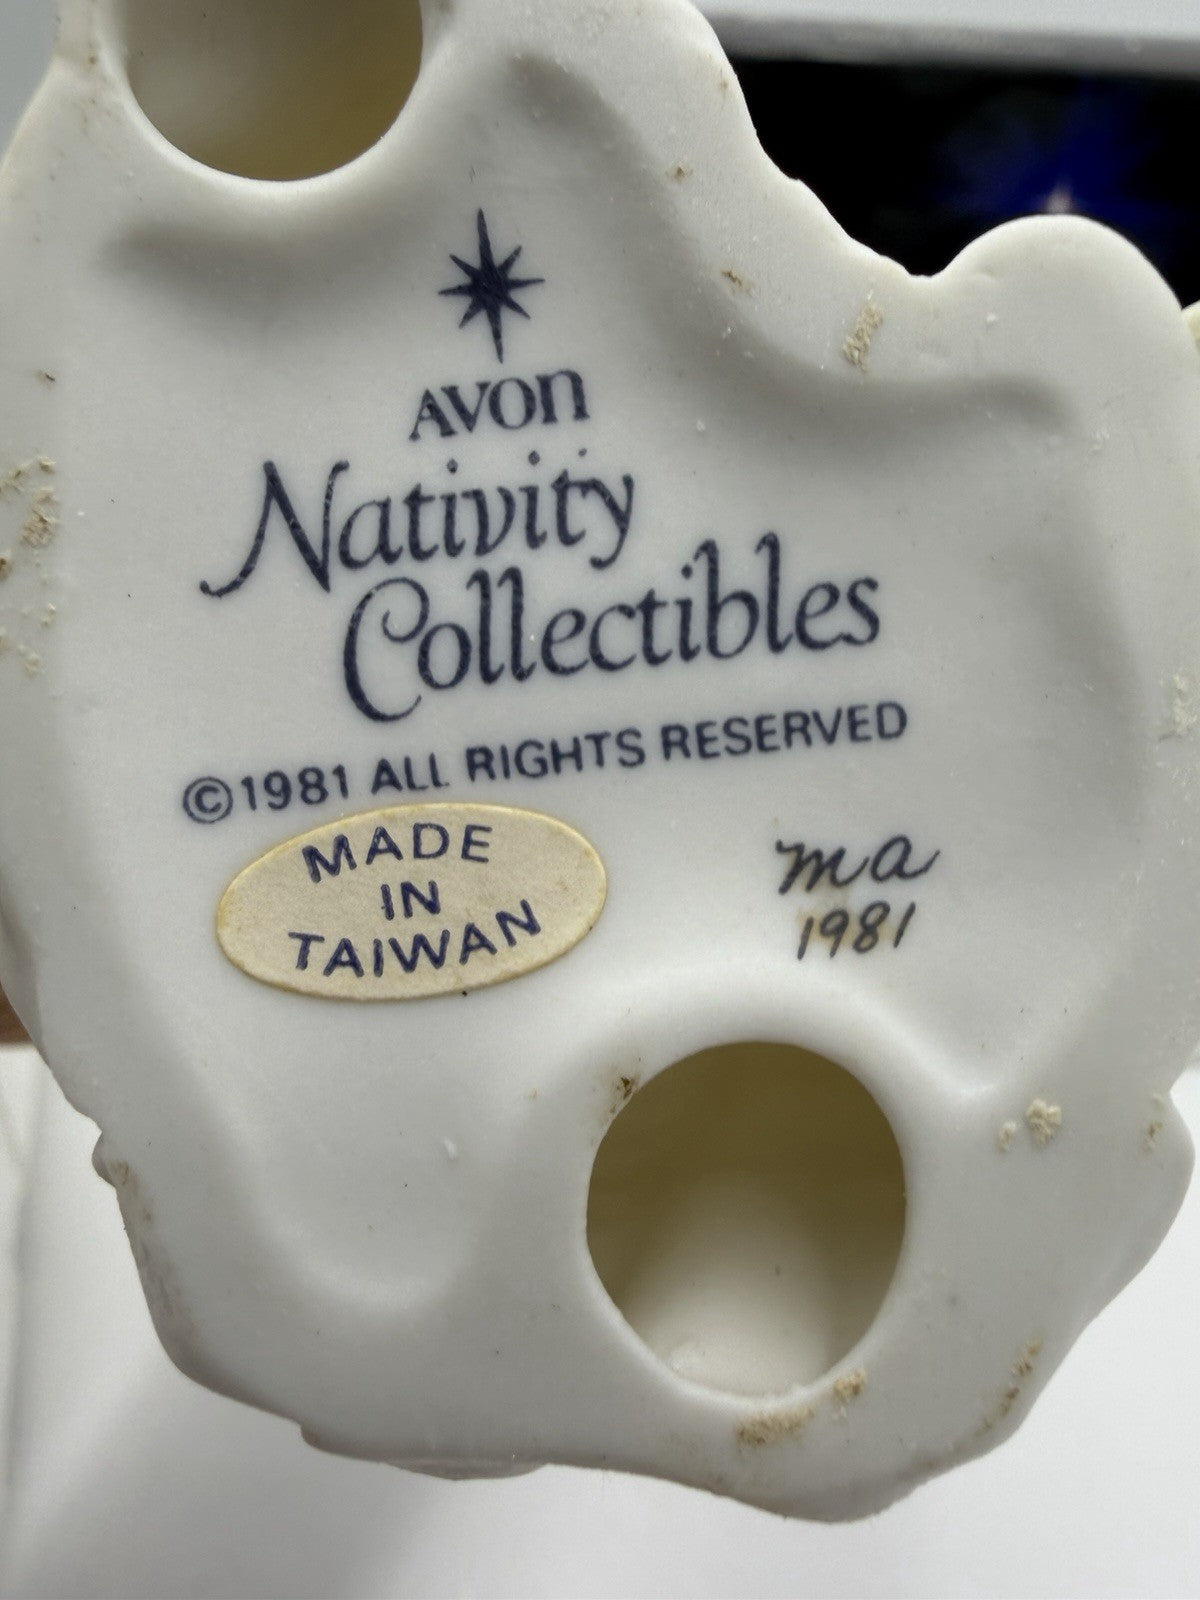 AVON
Nativity
Collectibles
©1981 ALL RIGHTS RESERVED
MADE
IN
TAIWAN
ma
1981